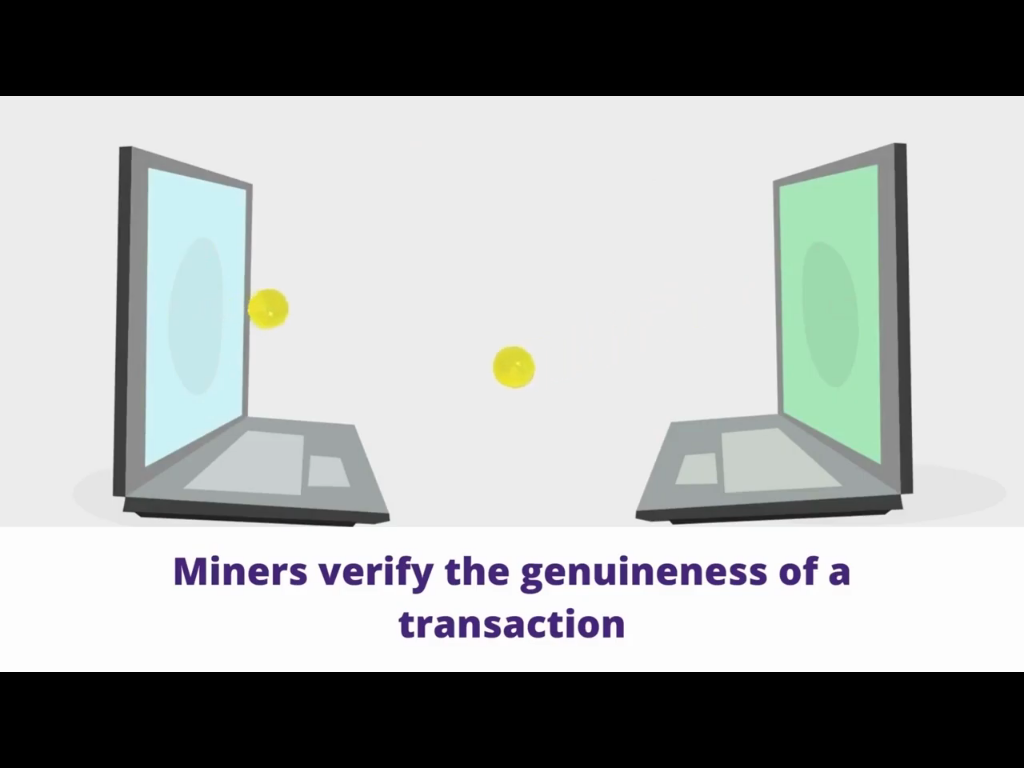 Miners verify the genuineness of a
transaction